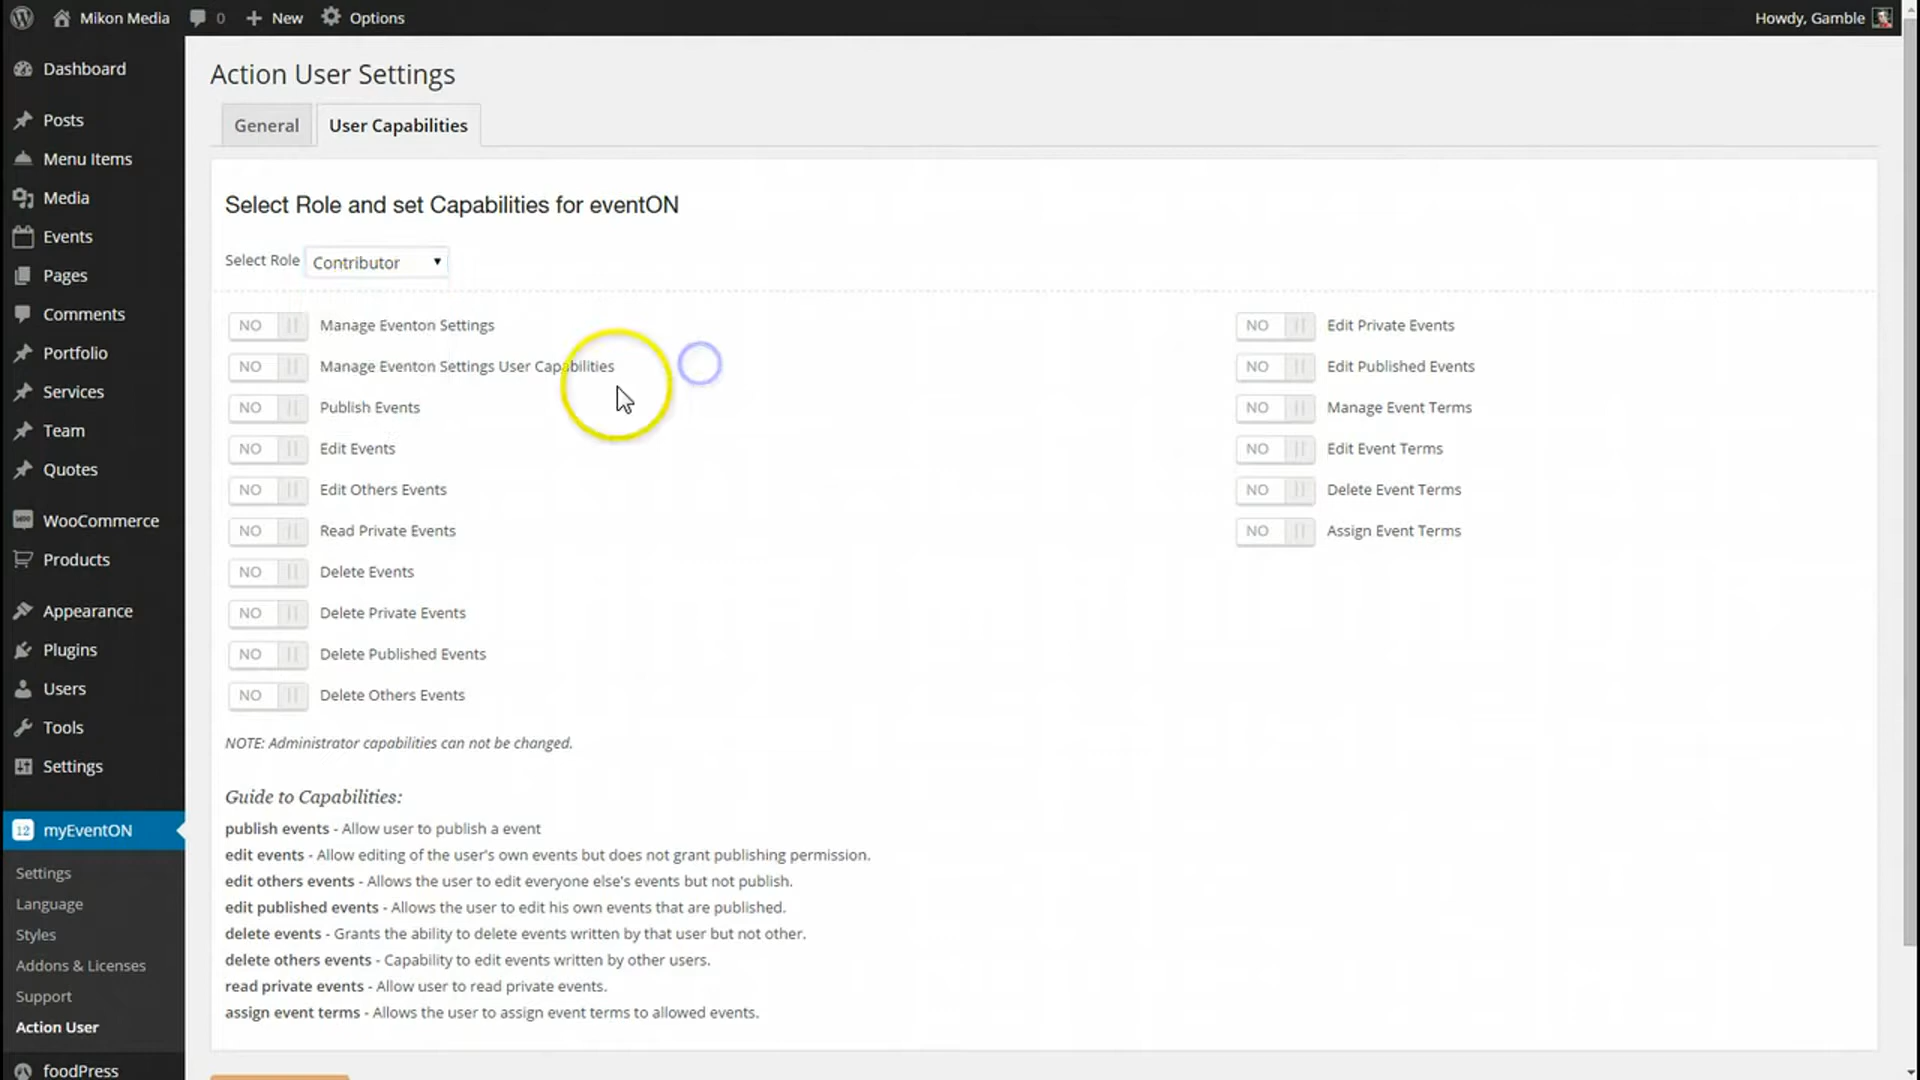 Mikon Media 0 New Options Howdy, Gamble
Dashboard
Posts
Menu Items
Media
Events
Pages
Comments
Portfolio
Services
Team
Quotes
WooCommerce
Products
Appearance
Plugins
Users
Tools
Settings
12 myEventON
Settings
Language
Styles
Addons & Licenses
Support
Action User
foodPress
Action User Settings
General User Capabilities
Select Role and set Capabilities for eventON
Select Role Contributor
NO Manage Eventon Settings
NO Manage Eventon Settings User Capabilities
NO Publish Events
NO Edit Events
NO Edit Others Events
NO Read Private Events
NO Delete Events
NO Delete Private Events
NO Delete Published Events
NO Delete Others Events
NO Edit Private Events
NO Edit Published Events
NO Manage Event Terms
NO Edit Event Terms
NO Delete Event Terms
NO Assign Event Terms
NOTE: Administrator capabilities can not be changed.
Guide to Capabilities:
publish events - Allow user to publish a event
edit events - Allow editing of the user's own events but does not grant publishing permission.
edit others events - Allows the user to edit everyone else's events but not publish.
edit published events - Allows the user to edit his own events that are published.
delete events - Grants the ability to delete events written by that user but not other.
delete others events - Capability to edit events written by other users.
read private events - Allow user to read private events.
assign event terms - Allows the user to assign event terms to allowed events.